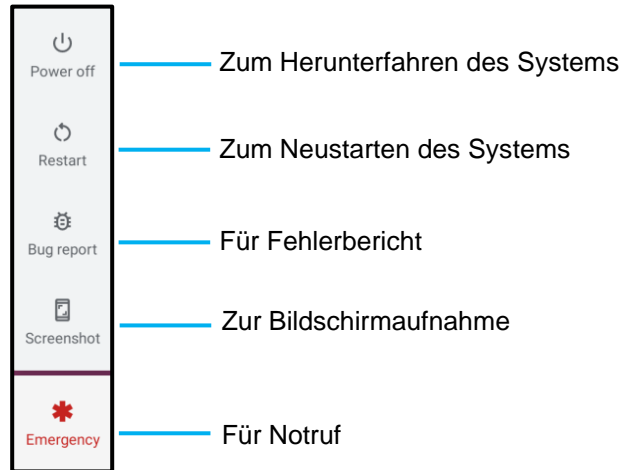 Power off
Zum Herunterfahren des Systems
Restart
Zum Neustarten des Systems
Bug report
Für Fehlerbericht
Screenshot
Zur Bildschirmaufnahme
Emergency
Für Notruf